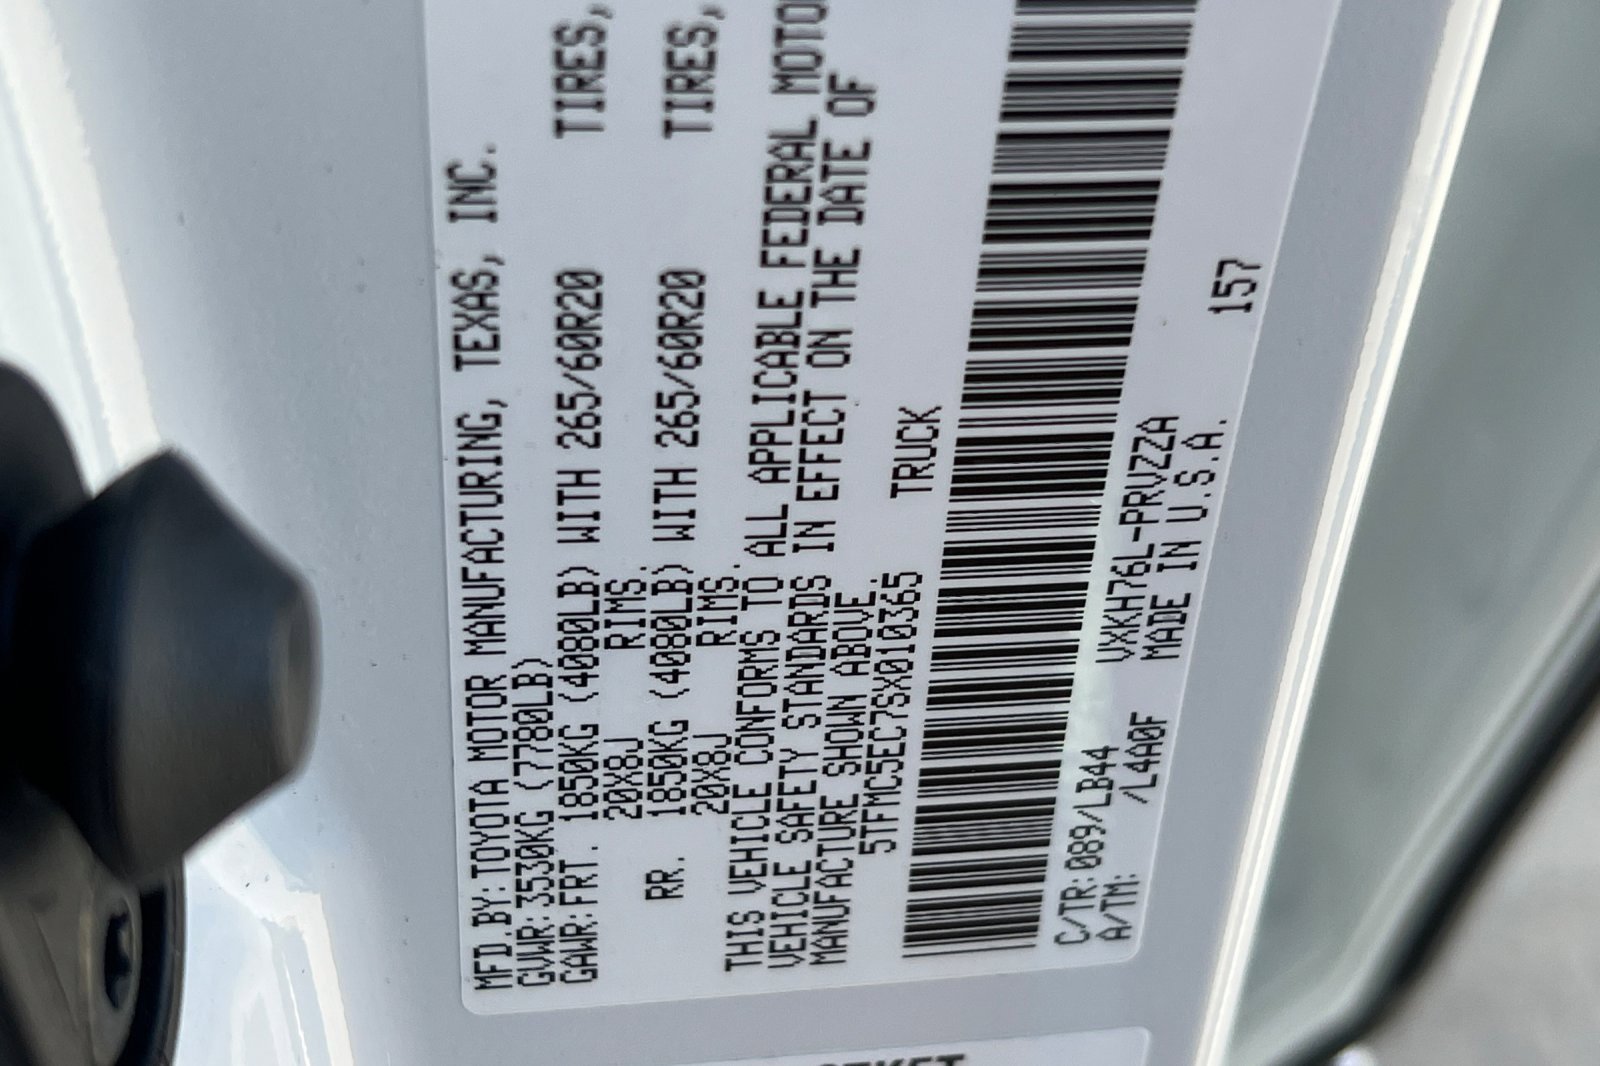 MFD.BY:TOYOTA MOTOR MANUFACTURING, TEXAS, INC.
GVWR:3530KG (7780LB)
GAWR:FRT. 1850KG (4080LB) WITH 265/60R20 TIRES,
20X8J RIMS.
RR. 1850KG (4080LB) WITH 265/60R20 TIRES,
20X8J RIMS.
THIS VEHICLE CONFORMS TO ALL APPLICABLE FEDERAL MOTO
VEHICLE SAFETY STANDARDS IN EFFECT ON THE DATE OF
MANUFACTURE SHOWN ABOVE.
5TFMC5EC7SX010365 TRUCK
C/TR:089/LB44 VXKH76L-PRVZZA 157
A/TM: /L4A0F MADE IN U.S.A.